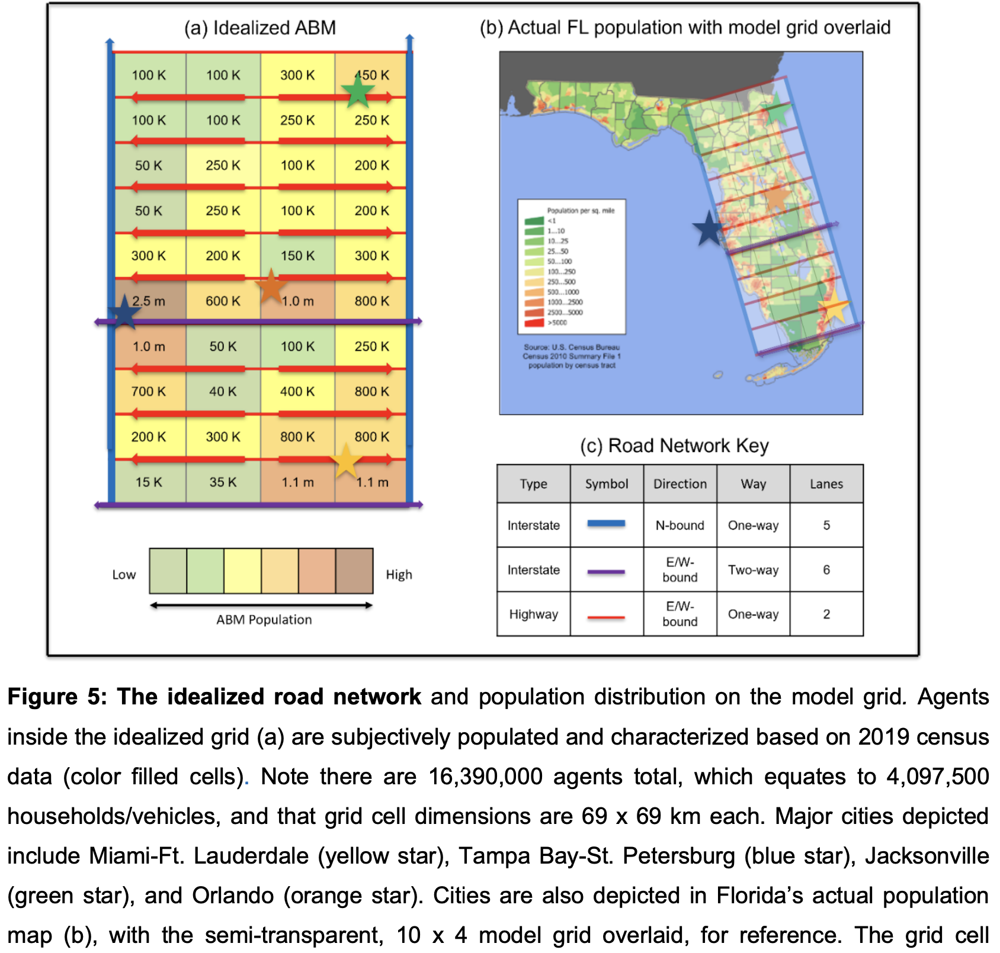 (a) Idealized ABM
100 K 100 K 300 K 450 K
100 K 100 K 250 K 250 K
50 K 250 K 100 K 200 K
50 K 250 K 100 K 200 K
300 K 200 K 150 K 300 K
2.5 m 600 K 1.0 m 800 K
1.0 m 50 K 100 K 250 K
700 K 40 K 400 K 800 K
200 K 300 K 800 K 800 K
15 K 35 K 1.1 m 1.1 m
Low High
ABM Population
(b) Actual FL population with model grid overlaid
Population per sq. mile
<1
1...10
10...25
25...50
50...100
100...250
250...500
500...1000
1000...2500
2500...5000
>5000
Source: U.S. Census Bureau
Census 2010 Summary File 1
population by census tract
(c) Road Network Key
Type Symbol Direction Way Lanes
Interstate N-bound One-way 5
Interstate E/W-
bound Two-way 6
Highway E/W-
bound One-way 2
Figure 5: The idealized road network and population distribution on the model grid. Agents
inside the idealized grid (a) are subjectively populated and characterized based on 2019 census
data (color filled cells). Note there are 16,390,000 agents total, which equates to 4,097,500
households/vehicles, and that grid cell dimensions are 69 x 69 km each. Major cities depicted
include Miami-Ft. Lauderdale (yellow star), Tampa Bay-St. Petersburg (blue star), Jacksonville
(green star), and Orlando (orange star). Cities are also depicted in Florida’s actual population
map (b), with the semi-transparent, 10 x 4 model grid overlaid, for reference. The grid cell